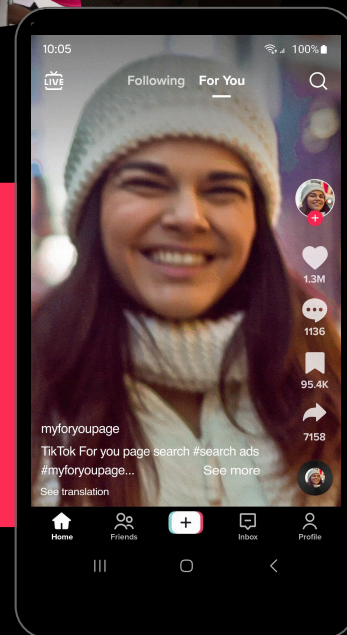 10:05
100%
LIVE
Following For You
1.3M
1136
95.4K
7158
myforyoupage
TikTok For you page search #search ads
#myforyoupage... See more
See translation
Home Friends Inbox Profile